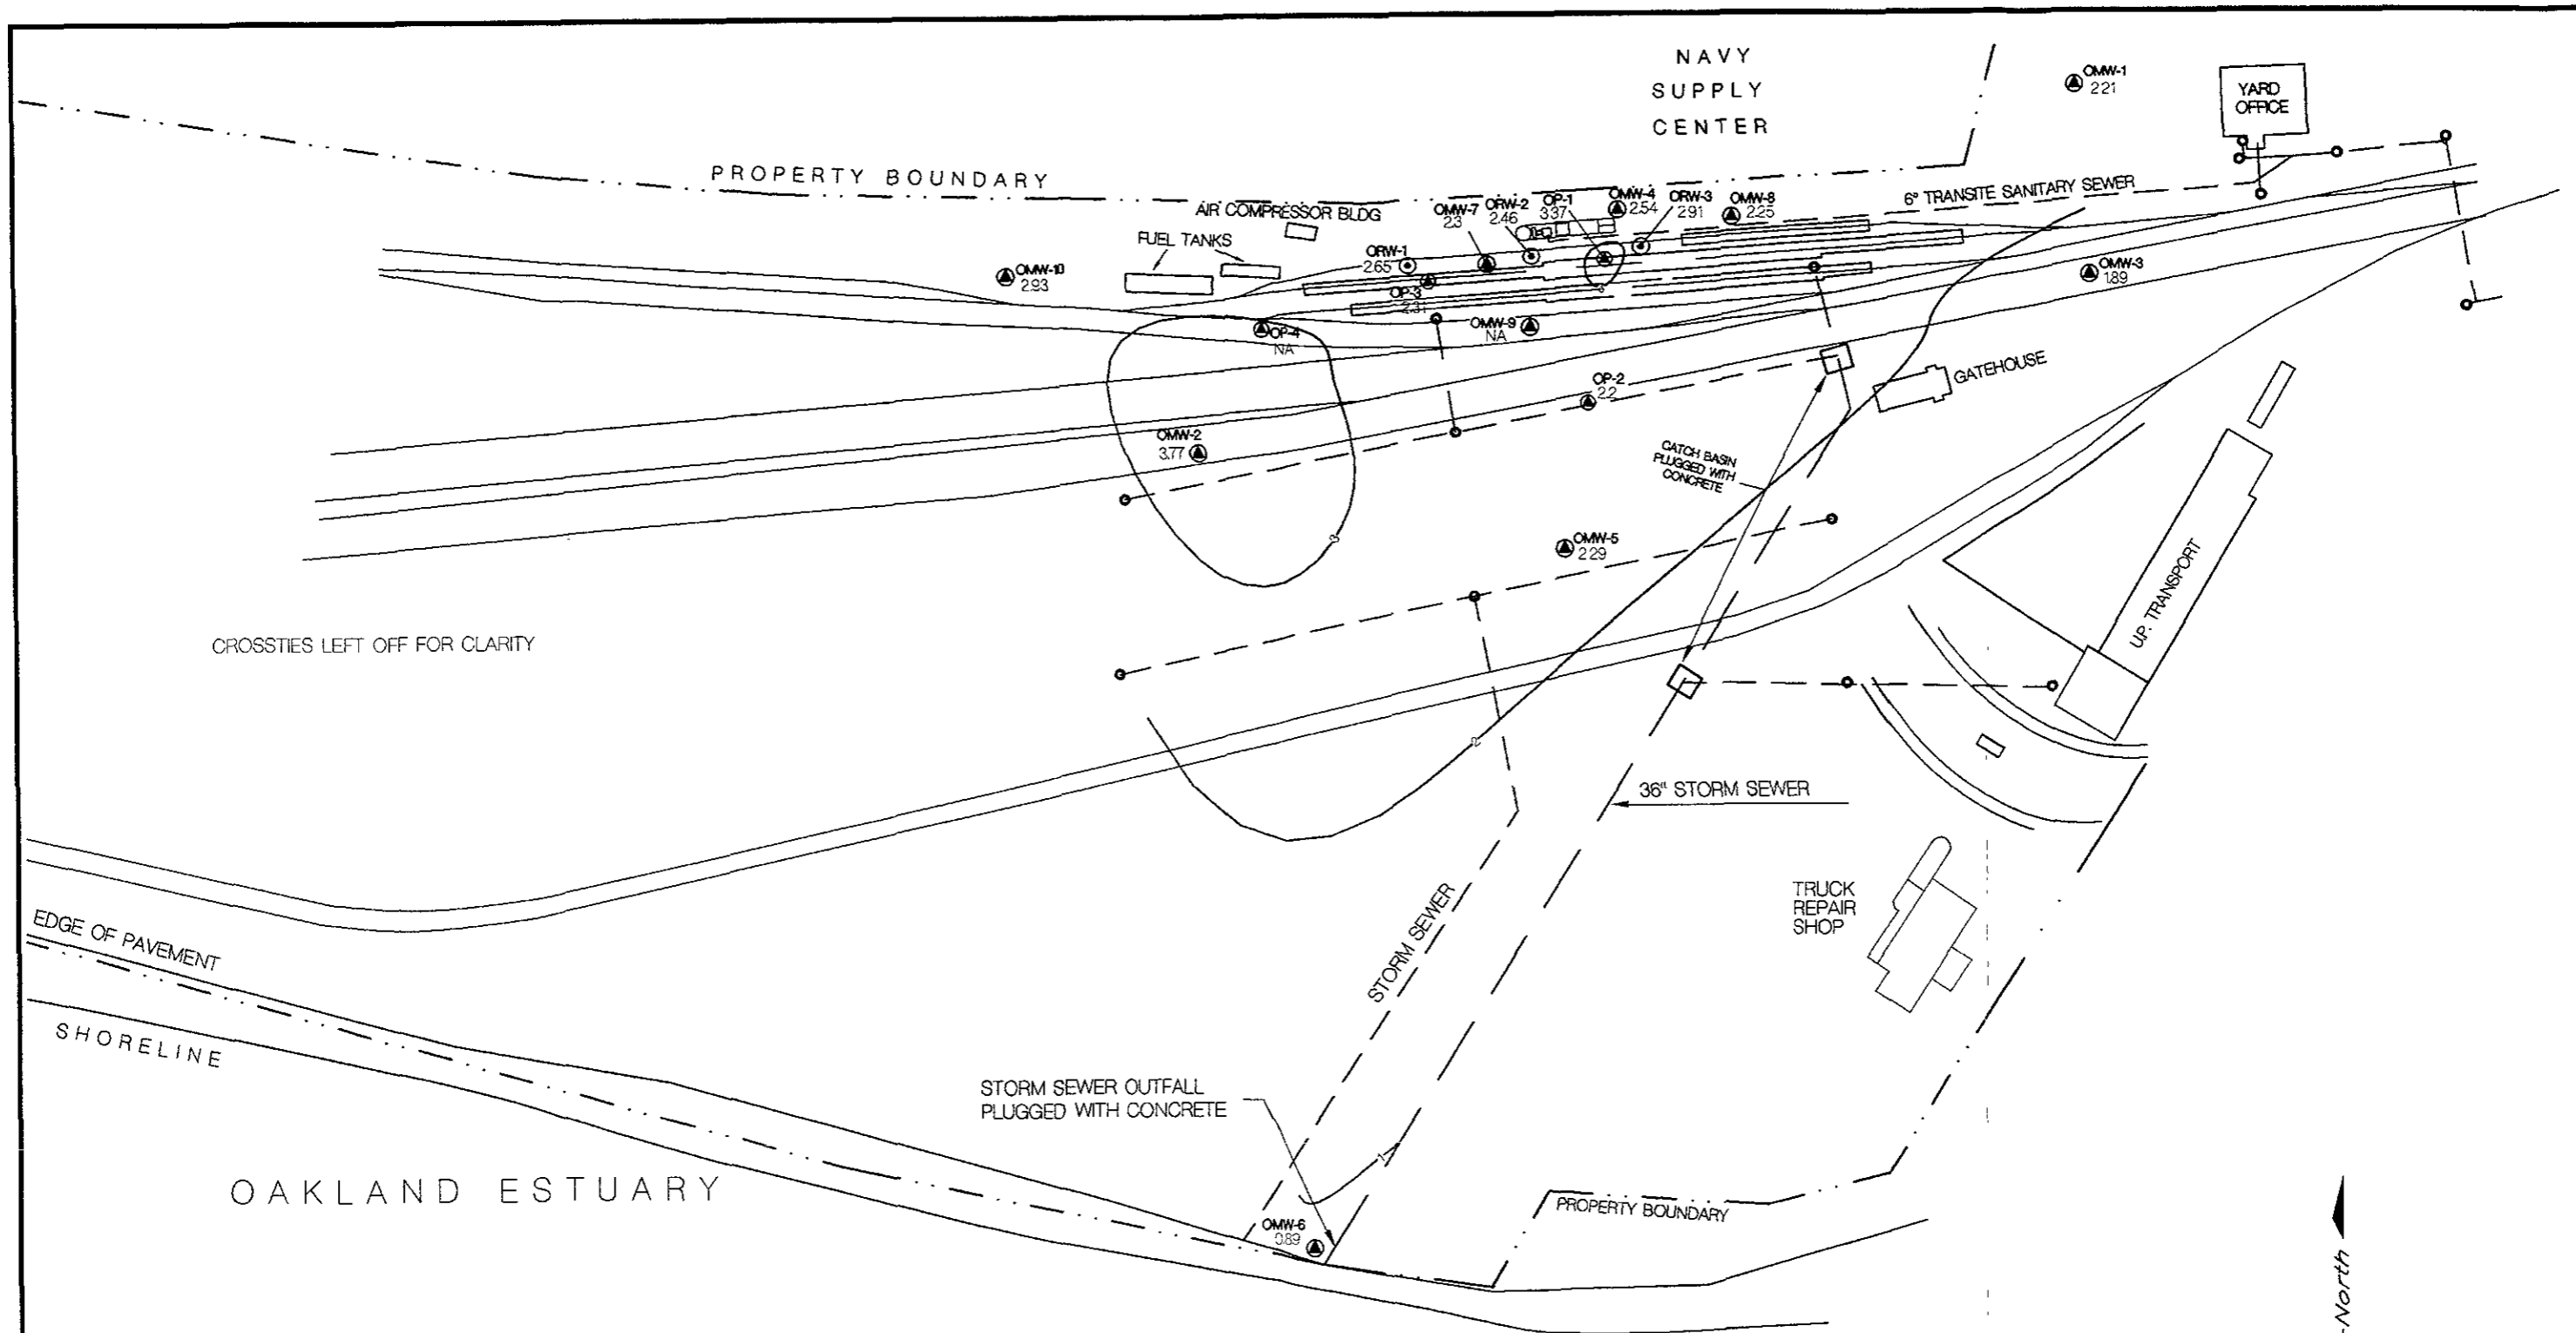 NAVY
SUPPLY
CENTER
OMW-1
2.21
YARD
OFFICE
PROPERTY BOUNDARY
6" TRANSITE SANITARY SEWER
AIR COMPRESSOR BLDG
FUEL TANKS
OMW-7
2.3
ORW-2
2.46
OP-1
3.37
OMW-4
2.54
ORW-3
2.91
OMW-8
2.25
ORW-1
2.65
OMW-10
2.93
OP-3
2.31
OMW-3
1.89
OP-4
NA
OMW-9
NA
OP-2
2.2
GATEHOUSE
OMW-2
3.77
CATCH BASIN
PLUGGED WITH
CONCRETE
3
OMW-5
2.29
U.P. TRANSPORT
CROSSTIES LEFT OFF FOR CLARITY
2
36" STORM SEWER
TRUCK
REPAIR
SHOP
STORM SEWER
EDGE OF PAVEMENT
SHORELINE
STORM SEWER OUTFALL
PLUGGED WITH CONCRETE
1
OAKLAND ESTUARY
PROPERTY BOUNDARY
OMW-6
0.89
North